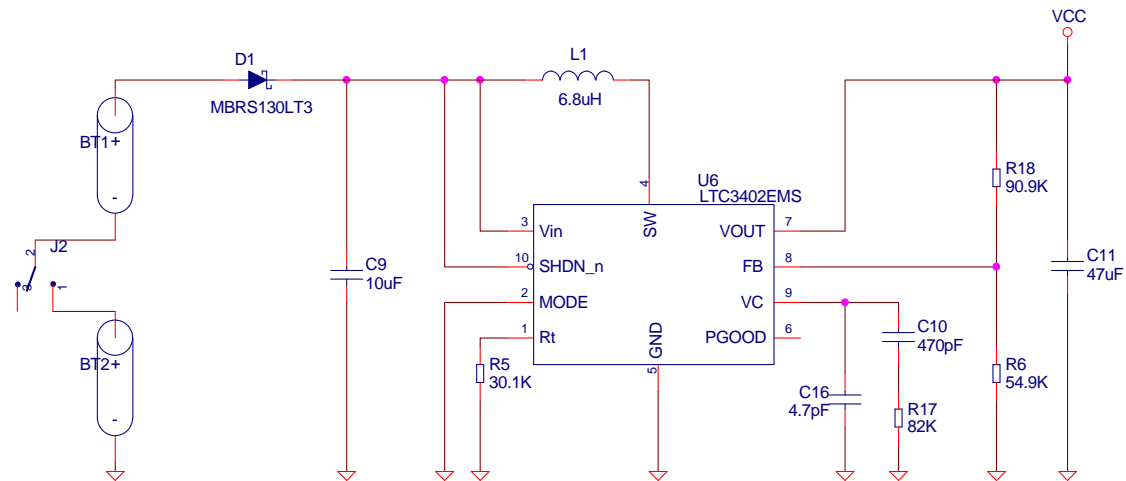 VCC
D1
MBRS130LT3
L1
6.8uH
BT1
+
-
J2
2
3
1
BT2
+
-
C9
10uF
U6
LTC3402EMS
4
SW
3
Vin
10
SHDN_n
2
MODE
1
Rt
7
VOUT
8
FB
9
VC
6
PGOOD
5
GND
R5
30.1K
R18
90.9K
C11
47uF
C10
470pF
C16
4.7pF
R17
82K
R6
54.9K